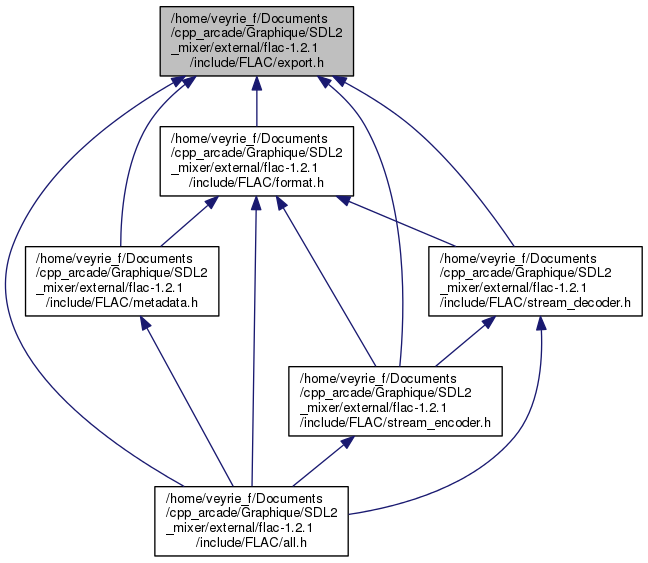 /home/veyrie_f/Documents
/cpp_arcade/Graphique/SDL2
_mixer/external/flac-1.2.1
/include/FLAC/export.h
/home/veyrie_f/Documents
/cpp_arcade/Graphique/SDL2
_mixer/external/flac-1.2.1
/include/FLAC/format.h
/home/veyrie_f/Documents
/cpp_arcade/Graphique/SDL2
_mixer/external/flac-1.2.1
/include/FLAC/metadata.h
/home/veyrie_f/Documents
/cpp_arcade/Graphique/SDL2
_mixer/external/flac-1.2.1
/include/FLAC/stream_decoder.h
/home/veyrie_f/Documents
/cpp_arcade/Graphique/SDL2
_mixer/external/flac-1.2.1
/include/FLAC/stream_encoder.h
/home/veyrie_f/Documents
/cpp_arcade/Graphique/SDL2
_mixer/external/flac-1.2.1
/include/FLAC/all.h